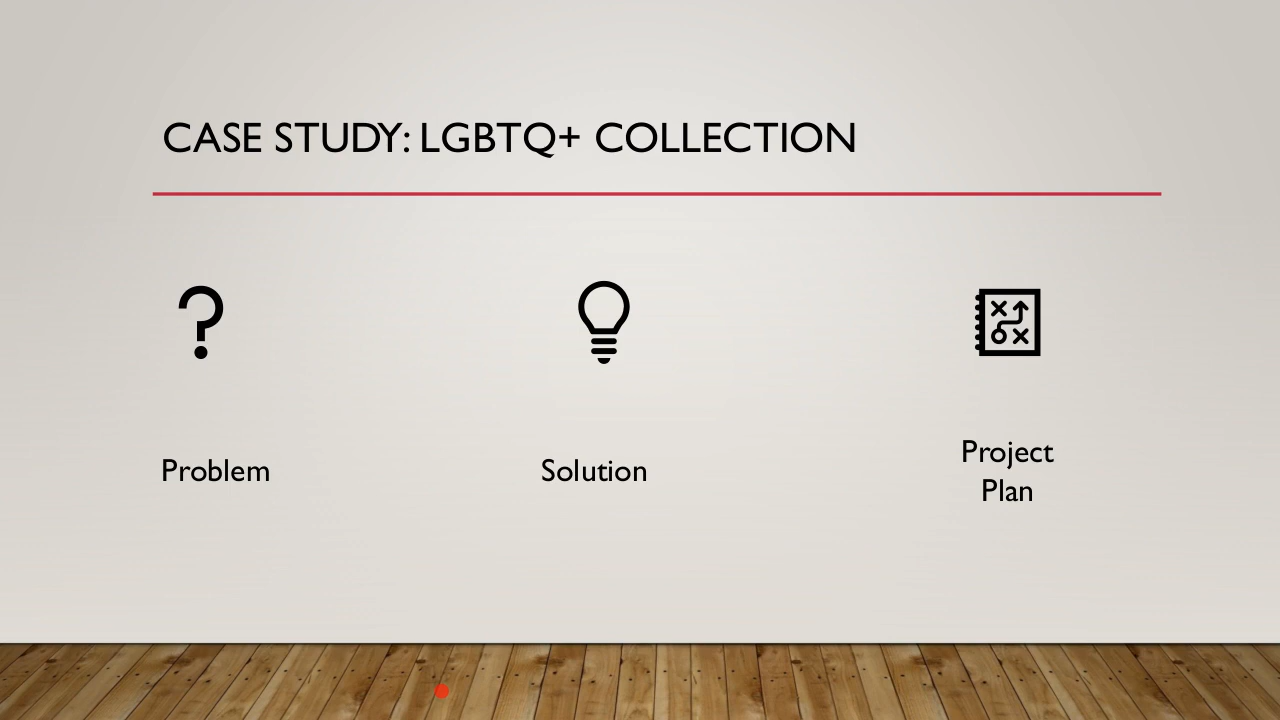 CASE STUDY: LGBTQ+ COLLECTION
Problem
Solution
Project
Plan